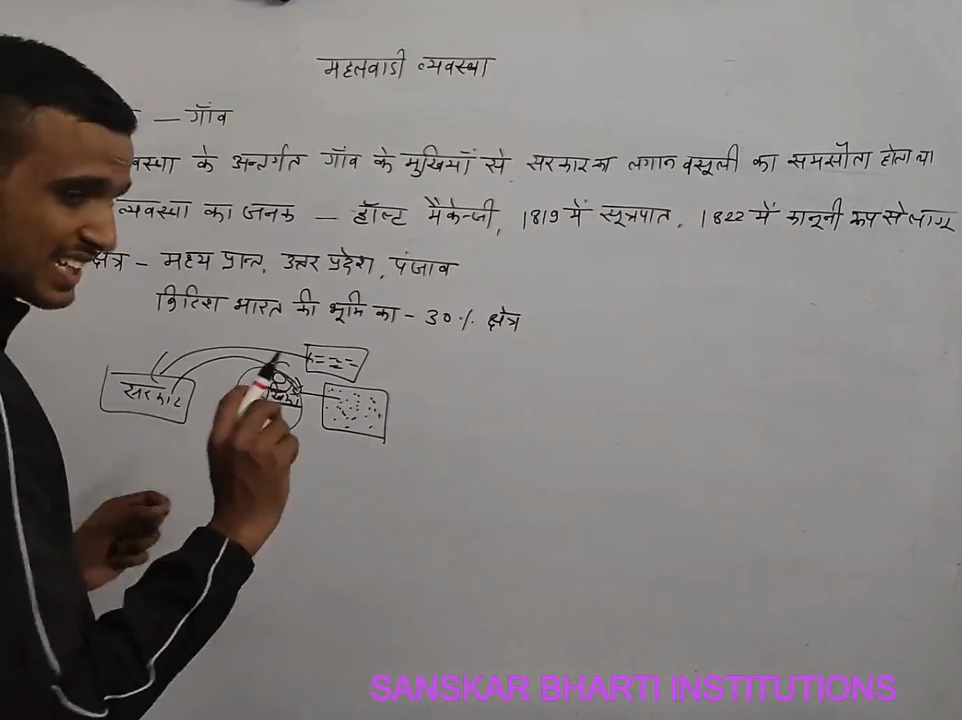 महलवाडी व्यवस्था
— गाँव
वस्था के अन्तर्गत गाँव के मुखियाँ से सरकार का लगान वसूली का समझौता होता था
व्यवस्था का जनक – हॉल्ट मैकेन्जी, 1819 में सूत्रपात, 1822 में कानूनी रूप से लागू
क्षेत्र – मध्य प्रान्त, उत्तर प्रदेश, पंजाब
ब्रिटिश भारत की भूमि का – 30% क्षेत्र
सरकार
SANSKAR BHARTI INSTITUTIONS